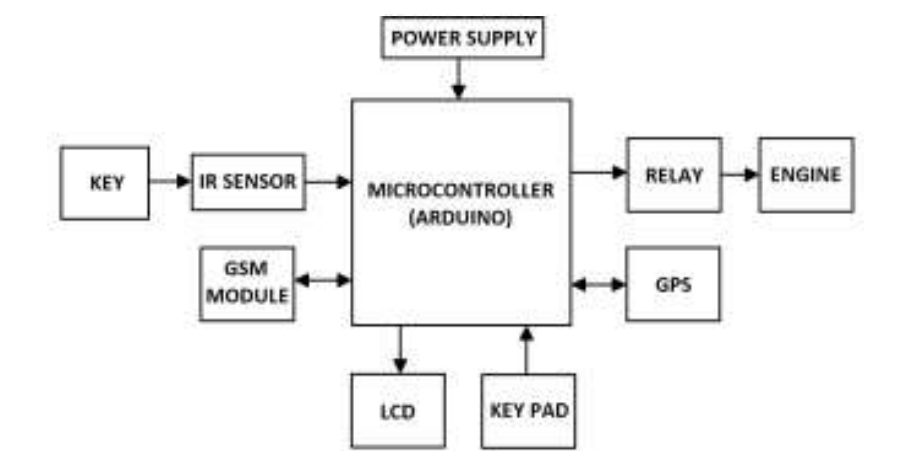 POWER SUPPLY
KEY
IR SENSOR
MICROCONTROLLER
(ARDUINO)
RELAY
ENGINE
GSM
MODULE
GPS
LCD
KEY PAD